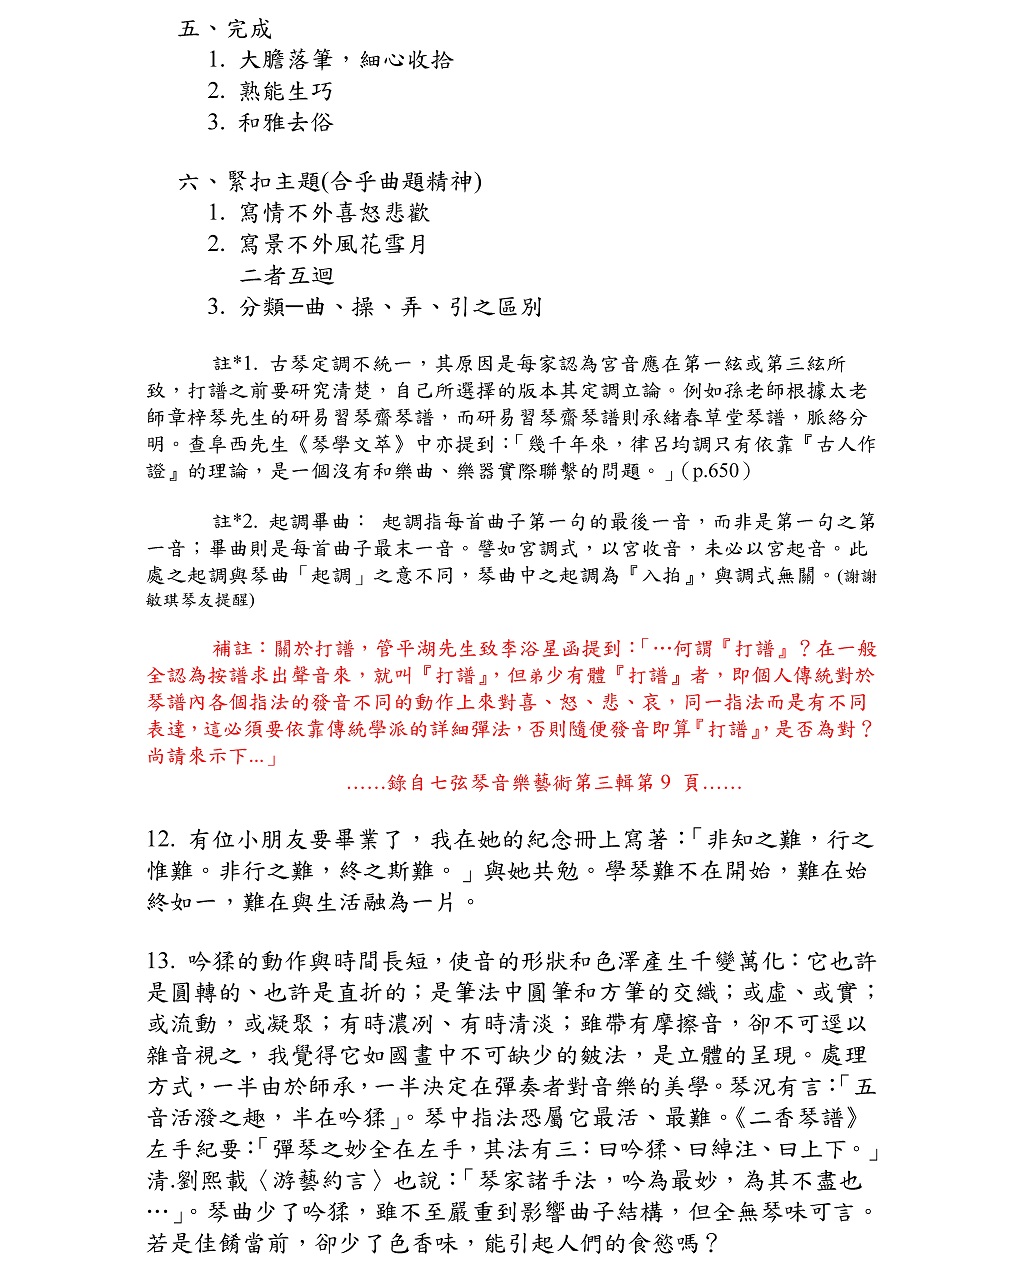 五、完成
1. 大膽落筆，細心收拾
2. 熟能生巧
3. 和雅去俗
六、緊扣主題(合乎曲題精神)
1. 寫情不外喜怒悲歡
2. 寫景不外風花雪月
二者互迴
3. 分類─曲、操、弄、引之區別
註*1. 古琴定調不統一，其原因是每家認為宮音應在第一絃或第三絃所
致，打譜之前要研究清楚，自己所選擇的版本其定調立論。例如孫老師根據太老
師章梓琴先生的研易習琴齋琴譜，而研易習琴齋琴譜則承緒春草堂琴譜，脈絡分
明。查阜西先生《琴學文萃》中亦提到：「幾千年來，律呂均調只有依靠『古人作
證』的理論，是一個沒有和樂曲、樂器實際聯繫的問題。」（p.650）
註*2. 起調畢曲： 起調指每首曲子第一句的最後一音，而非是第一句之第
一音；畢曲則是每首曲子最末一音。譬如宮調式，以宮收音，未必以宮起音。此
處之起調與琴曲「起調」之意不同，琴曲中之起調為『入拍』，與調式無關。(謝謝
敏琪琴友提醒)
補註：關於打譜，管平湖先生致李浴星函提到：「…何謂『打譜』？在一般
全認為按譜求出聲音來，就叫『打譜』，但弟少有體『打譜』者，即個人傳統對於
琴譜內各個指法的發音不同的動作上來對喜、怒、悲、哀，同一指法而是有不同
表達，這必須要依靠傳統學派的詳細彈法，否則隨便發音即算『打譜』，是否為對？
尚請來示下...」
……錄自七弦琴音樂藝術第三輯第 9 頁……
12. 有位小朋友要畢業了，我在她的紀念冊上寫著：「非知之難，行之
惟難。非行之難，終之斯難。」與她共勉。學琴難不在開始，難在始
終如一，難在與生活融為一片。
13. 吟猱的動作與時間長短，使音的形狀和色澤產生千變萬化：它也許
是圓轉的、也許是直折的；是筆法中圓筆和方筆的交織；或虛、或實；
或流動，或凝聚；有時濃冽、有時清淡；雖帶有摩擦音，卻不可逕以
雜音視之，我覺得它如國畫中不可缺少的皴法，是立體的呈現。處理
方式，一半由於師承，一半決定在彈奏者對音樂的美學。琴況有言：「五
音活潑之趣，半在吟猱」。琴中指法恐屬它最活、最難。《二香琴譜》
左手紀要：「彈琴之妙全在左手，其法有三：曰吟猱、曰綽注、曰上下。」
清.劉熙載〈游藝約言〉也說：「琴家諸手法，吟為最妙，為其不盡也
…」。琴曲少了吟猱，雖不至嚴重到影響曲子結構，但全無琴味可言。
若是佳餚當前，卻少了色香味，能引起人們的食慾嗎？